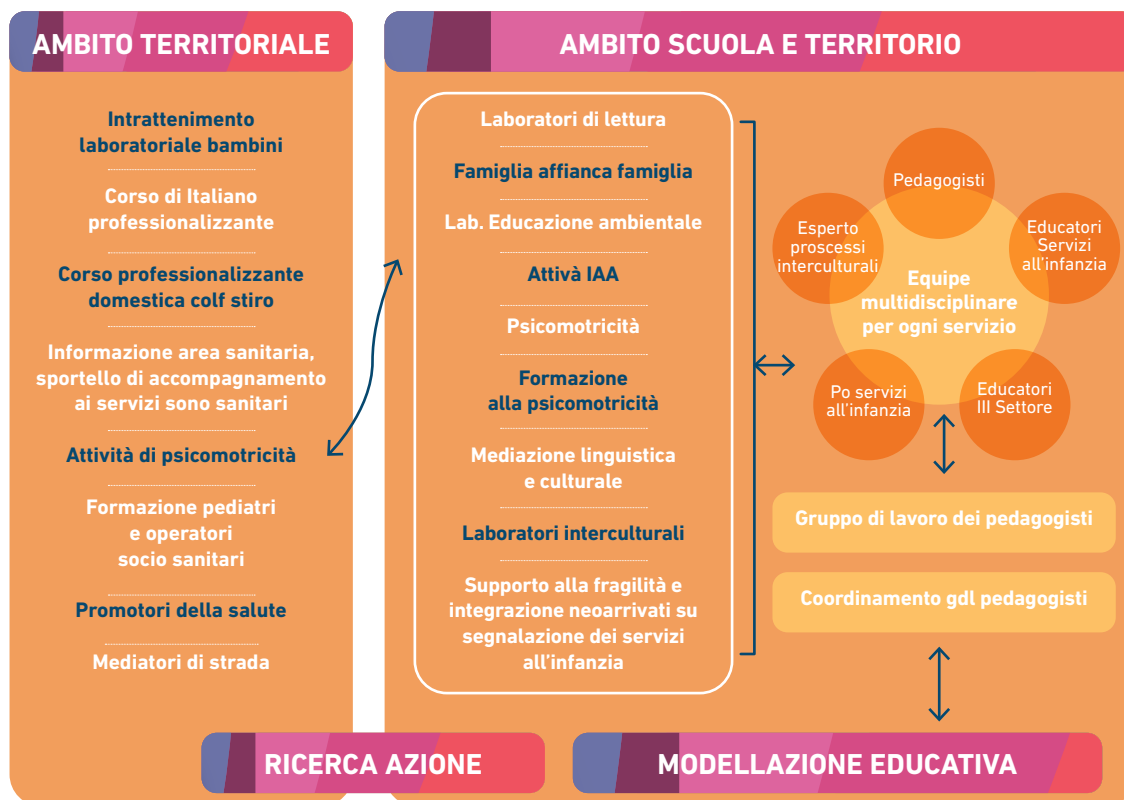 AMBITO TERRITORIALE
Intrattenimento
laboratoriale bambini
Corso di Italiano
professionalizzante
Corso professionalizzante
domestica colf stiro
Informazione area sanitaria,
sportello di accompagnamento
ai servizi sono sanitari
Attività di psicomotricità
Formazione pediatri
e operatori
socio sanitari
Promotori della salute
Mediatori di strada
AMBITO SCUOLA E TERRITORIO
Laboratori di lettura
Famiglia affianca famiglia
Lab. Educazione ambientale
Attivà IAA
Psicomotricità
Formazione
alla psicomotricità
Mediazione linguistica
e culturale
Laboratori interculturali
Supporto alla fragilità e
integrazione neoarrivati su
segnalazione dei servizi
all'infanzia
Pedagogisti
Esperto
proscessi
interculturali
Educatori
Servizi
all'infanzia
Equipe
multidisciplinare
per ogni servizio
Po servizi
all'infanzia
Educatori
III Settore
Gruppo di lavoro dei pedagogisti
Coordinamento gdl pedagogisti
RICERCA AZIONE
MODELLAZIONE EDUCATIVA